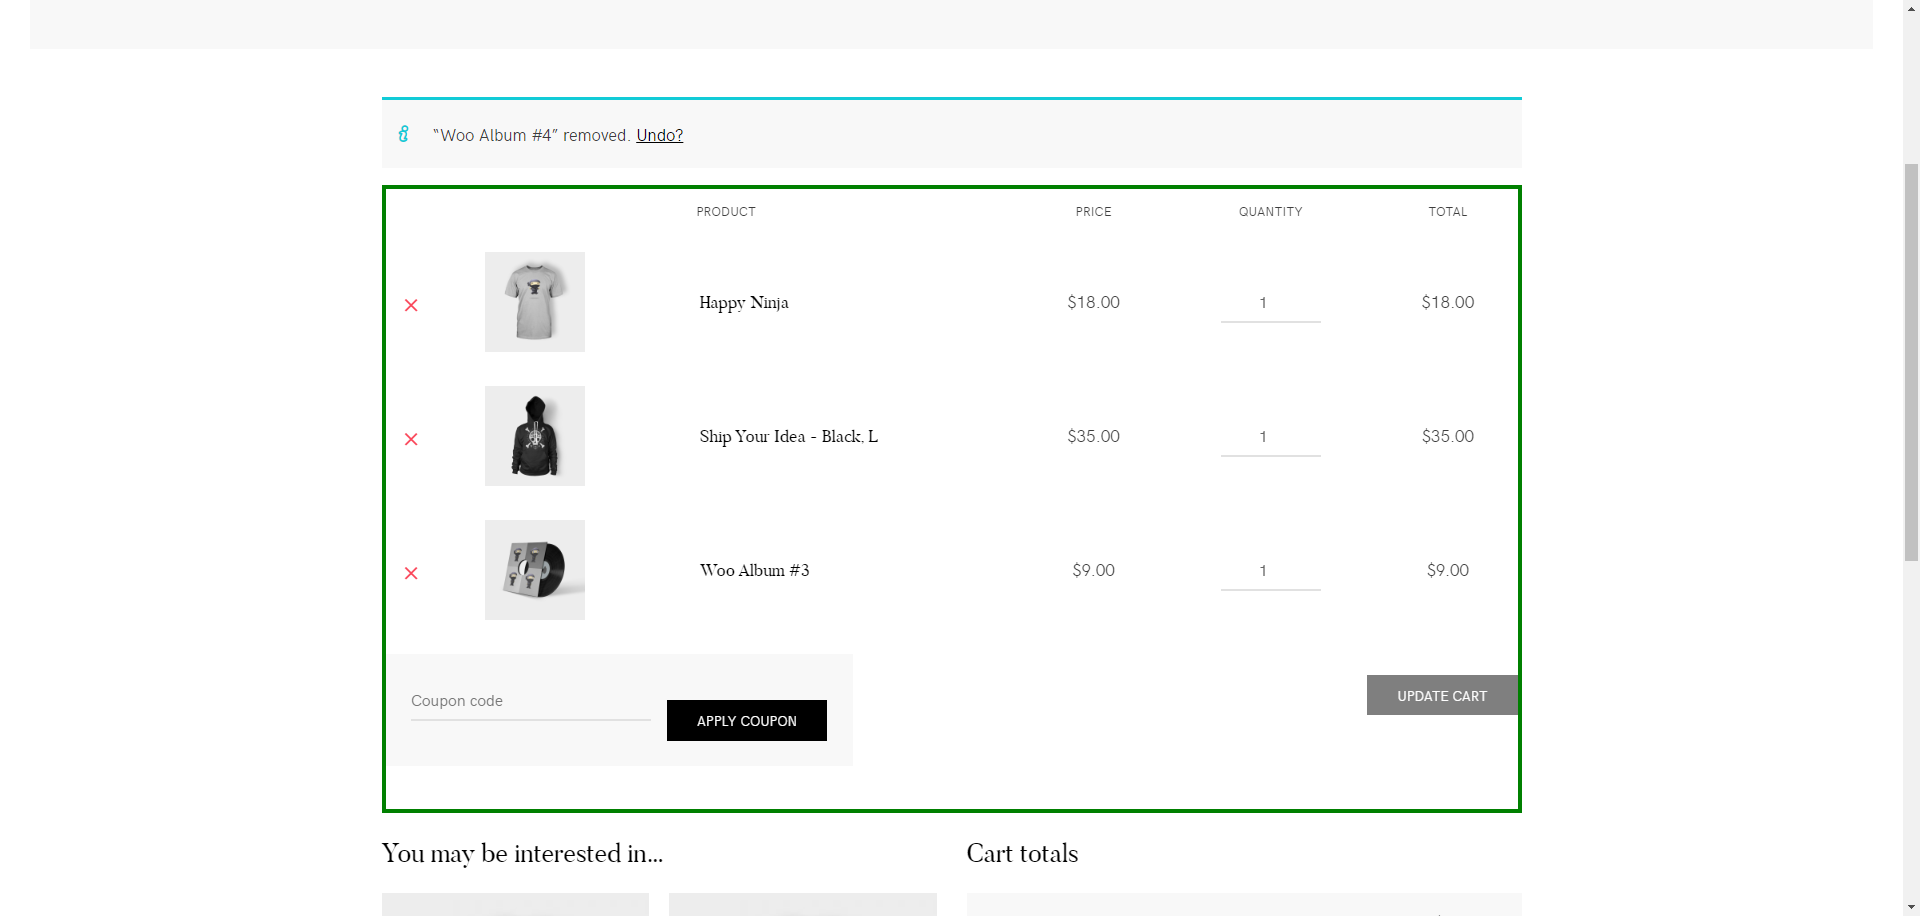 “Woo Album #4” removed. Undo?
PRODUCT PRICE QUANTITY TOTAL
Happy Ninja $18.00 1 $18.00
Ship Your Idea - Black, L $35.00 1 $35.00
Woo Album #3 $9.00 1 $9.00
Coupon code
APPLY COUPON
UPDATE CART
You may be interested in…
Cart totals